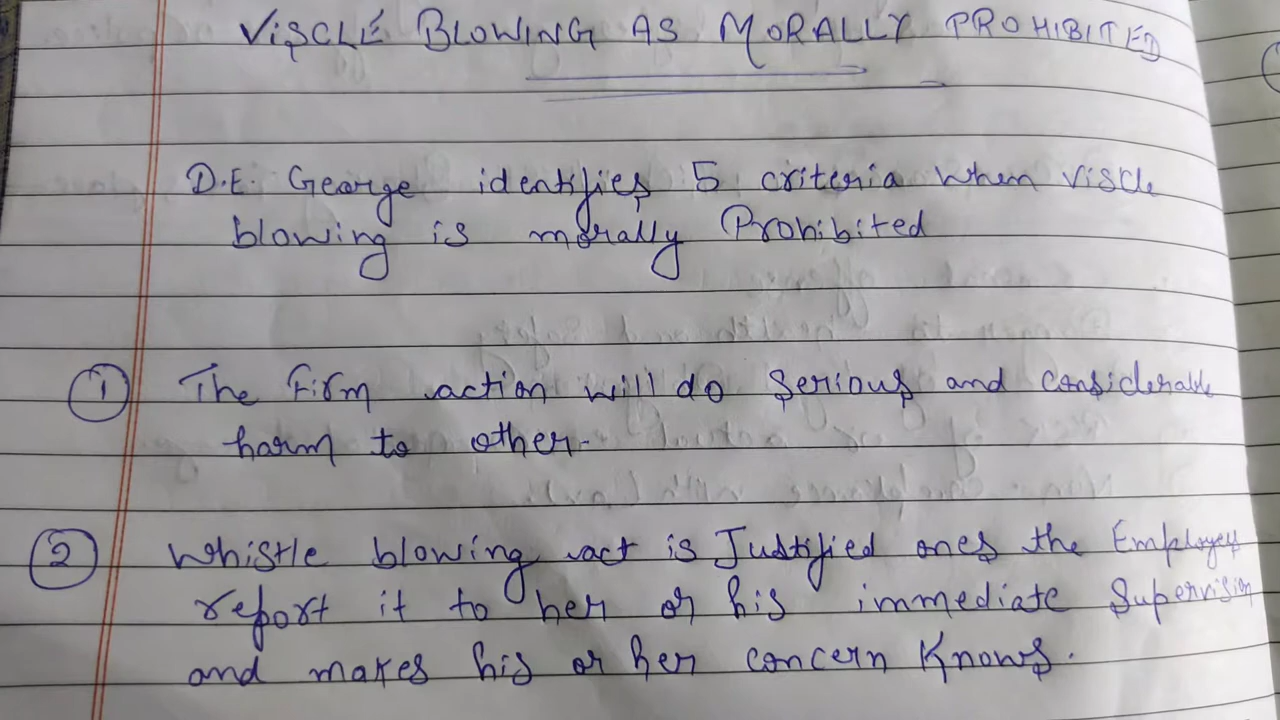 VISCLE BLOWING AS MORALLY PROHIBITED
D.E. George identifies 5 criteria when viscle
blowing is morally Prohibited
① The Firm action will do serious and considerable
harm to other-
② Whistle blowing act is Justified ones the Employey
report it to her or his immediate Supervision
and makes his or her concern Knows.